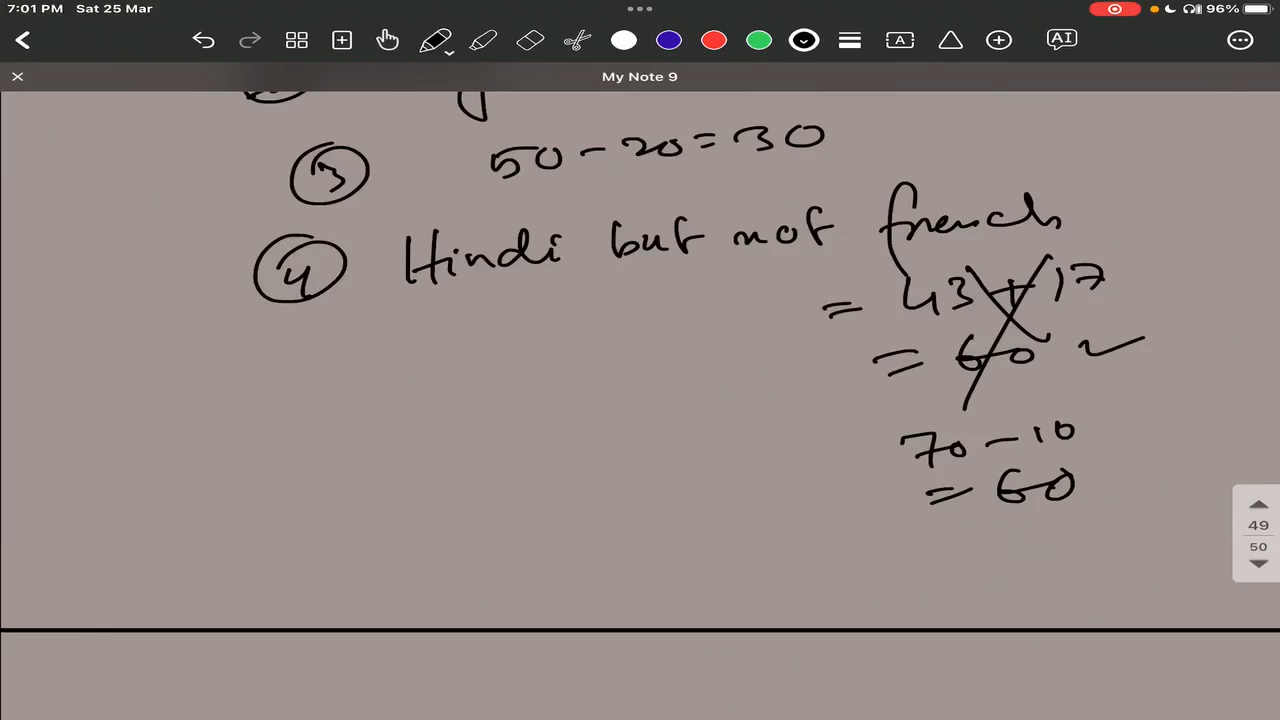 7:01 PM Sat 25 Mar
96%
A
AI
My Note 9
3 50 - 20 = 30
4 Hindi but not french
= 43 + 17
= 60
70 - 10
= 60
49
50